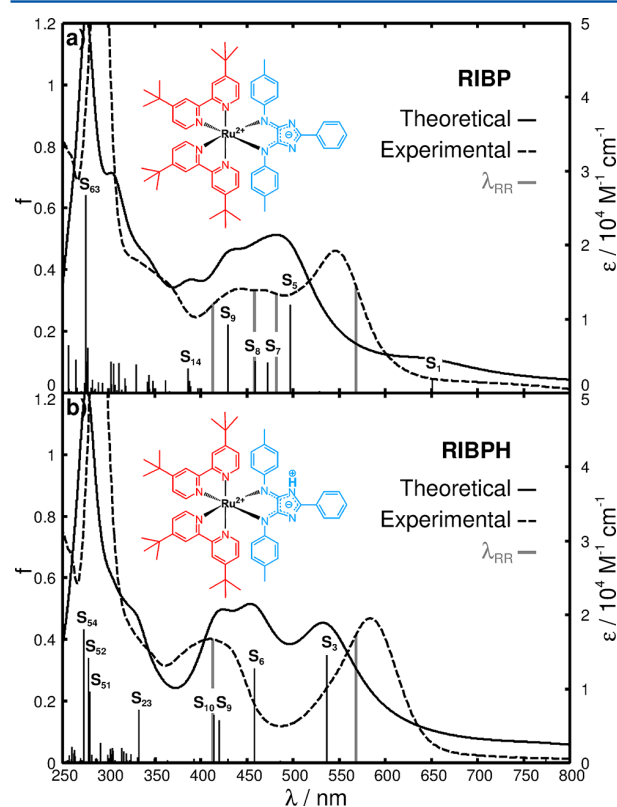 a)
RIBP
Theoretical
Experimental
λRR
1.2
1
0.8
0.6
0.4
0.2
0
f
5
4
3
2
1
0
ε / 10⁴ M⁻¹ cm⁻¹
N
N
N
N
Ru²⁺
N
N
N
N
⊖
S₆₃
S₁₄
S₉
S₈
S₇
S₅
S₁
b)
RIBPH
Theoretical
Experimental
λRR
1.2
1
0.8
0.6
0.4
0.2
0
f
5
4
3
2
1
0
ε / 10⁴ M⁻¹ cm⁻¹
N
N
N
N
Ru²⁺
N
N
⊕
HN
N
⊖
S₅₄
S₅₂
S₅₁
S₂₃
S₁₀
S₉
S₆
S₃
250 300 350 400 450 500 550 600 650 700 750 800
λ / nm